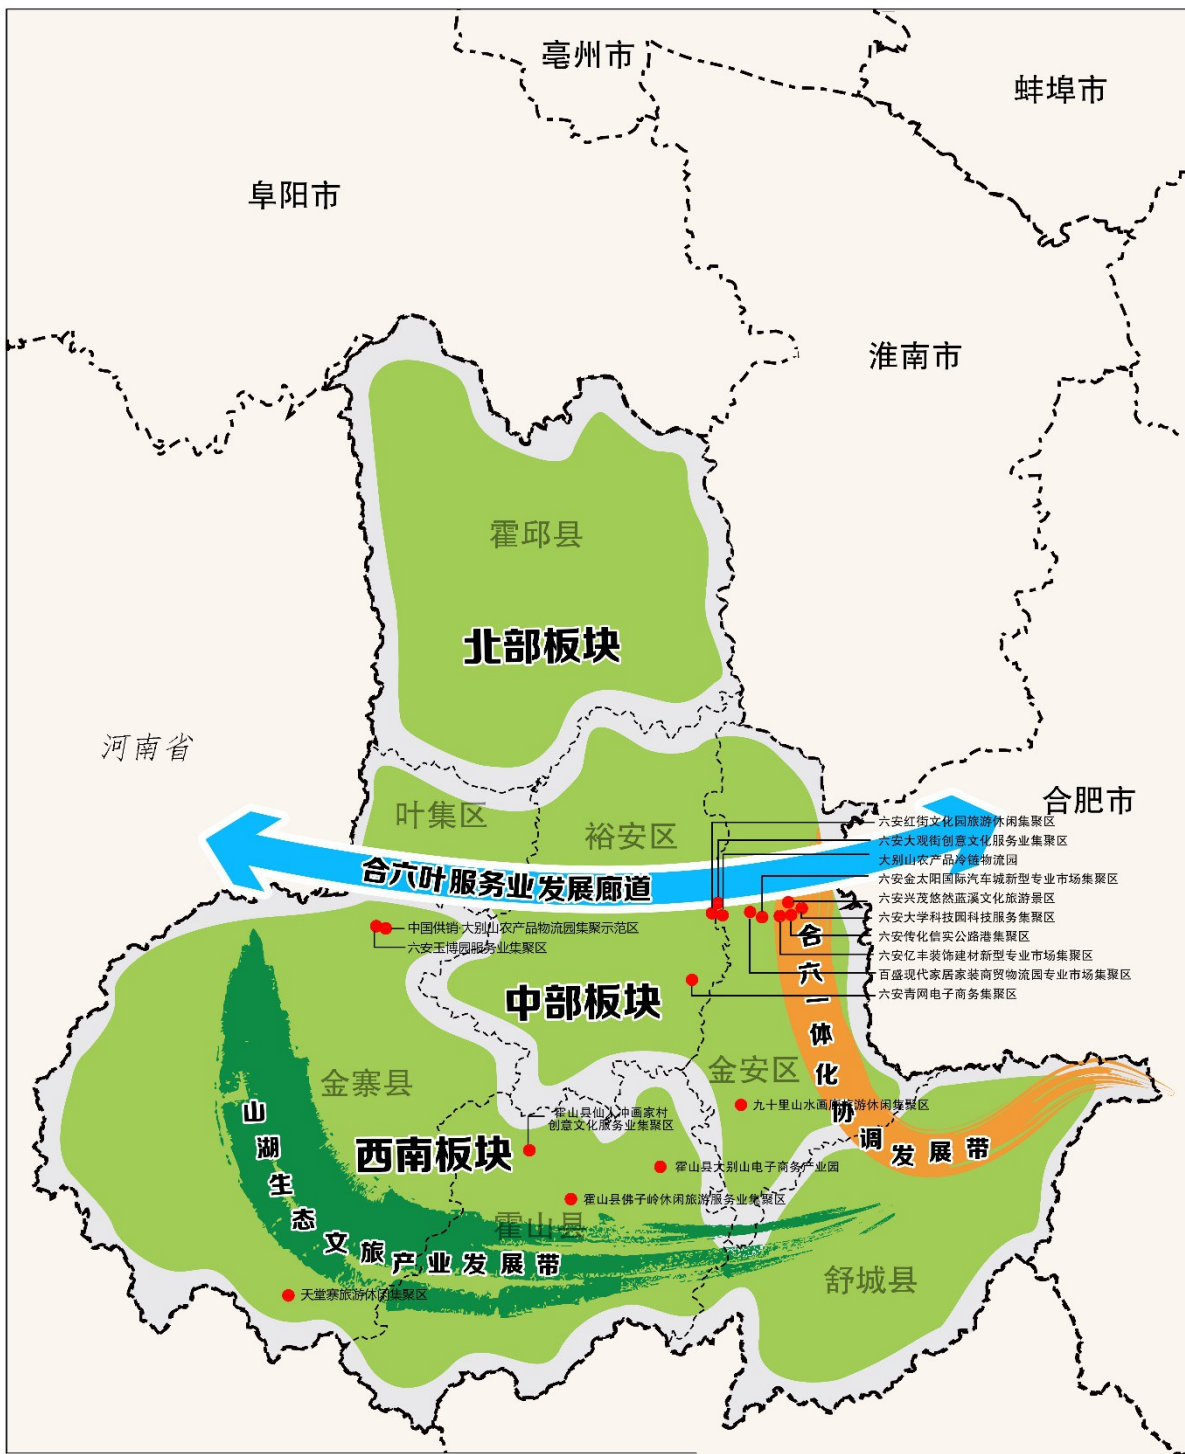 亳州市
蚌埠市
阜阳市
淮南市
霍邱县
北部板块
河南省
合肥市
叶集区
裕安区
合六叶服务业发展廊道
六安红街文化园旅游休闲集聚区
六安大观街创意文化服务业集聚区
大别山农产品冷链物流园
六安金太阳国际汽车城新型专业市场集聚区
六安兴茂悠然蓝溪文化旅游景区
六安大学科技园科技服务集聚区
六安传化信实公路港集聚区
六安亿丰装饰建材新型专业市场集聚区
百盛现代家居家装商贸物流园专业市场集聚区
六安青网电子商务集聚区
中国供销·大别山农产品物流园集聚示范区
六安玉博园服务业集聚区
合六一体化协调发展带
中部板块
金寨县
金安区
九十里山水画廊旅游休闲集聚区
霍山县仙人冲画家村
创意文化服务业集聚区
西南板块
霍山县大别山电子商务产业园
霍山县佛子岭休闲旅游服务业集聚区
霍山县
山湖生态文旅产业发展带
舒城县
天堂寨旅游休闲集聚区